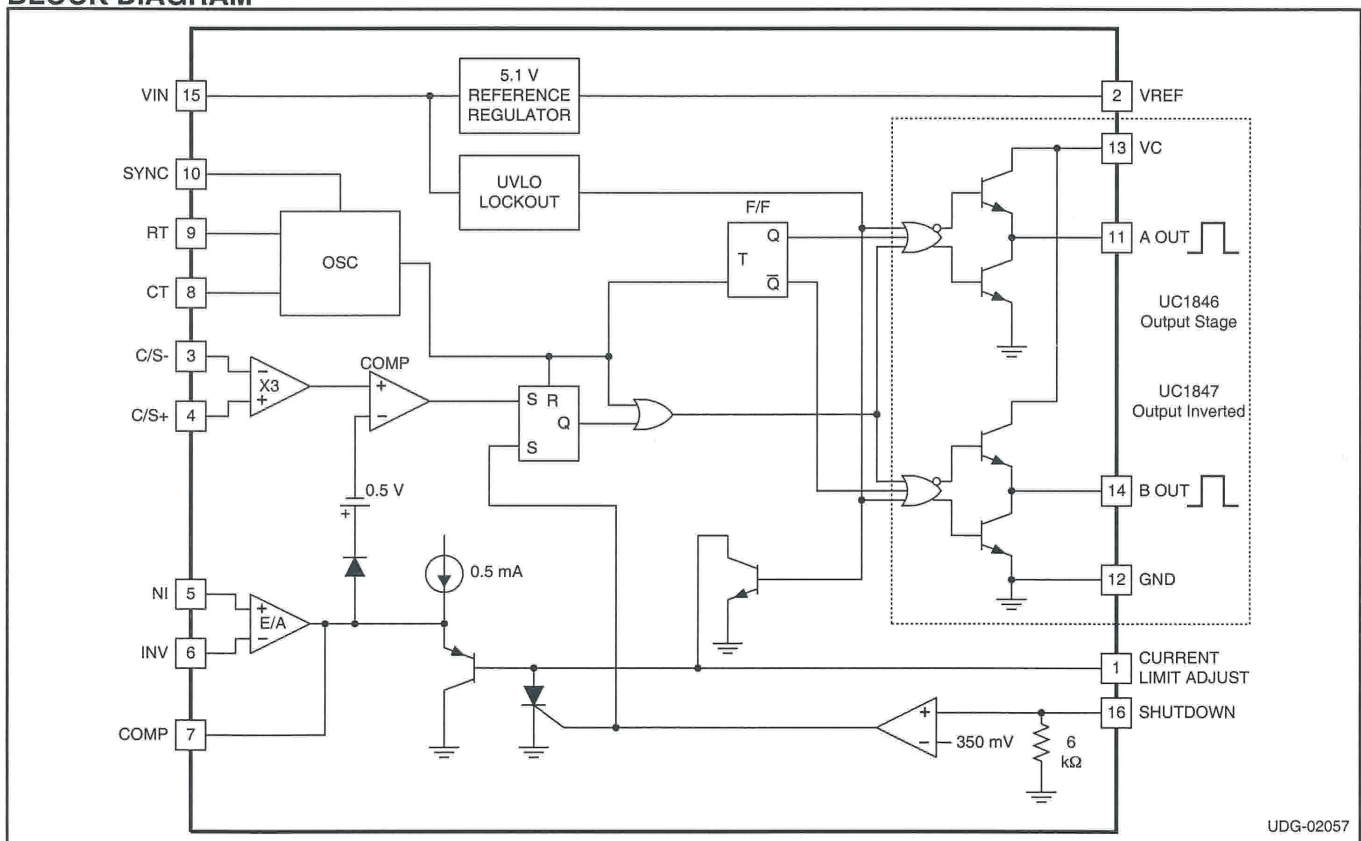 BLOCK DIAGRAM
VIN 15
5.1 V
REFERENCE
REGULATOR
2 VREF
13 VC
SYNC 10
UVLO
LOCKOUT
F/F
RT 9
OSC
T
Q
Q̅
11 A OUT
CT 8
UC1846
Output Stage
C/S- 3
−
X3
+
COMP
+
−
S R
Q
S
UC1847
Output Inverted
C/S+ 4
0.5 V
+
14 B OUT
0.5 mA
NI 5
+
E/A
−
12 GND
INV 6
1 CURRENT
LIMIT ADJUST
16 SHUTDOWN
COMP 7
+
−
350 mV
6
kΩ
UDG-02057